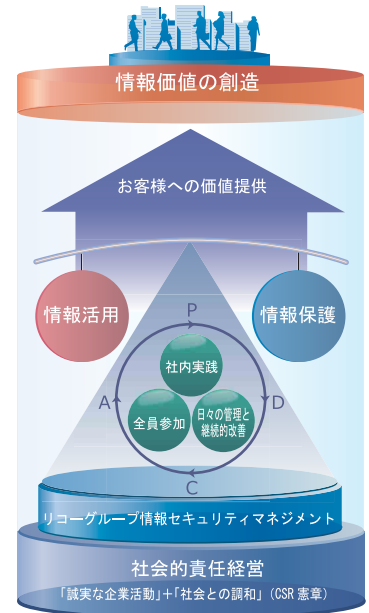 情報価値の創造
お客様への価値提供
情報活用
情報保護
P
社内実践
A
D
全員参加
日々の管理と
継続的改善
C
リコーグループ情報セキュリティマネジメント
社会的責任経営
「誠実な企業活動」+「社会との調和」(CSR憲章)